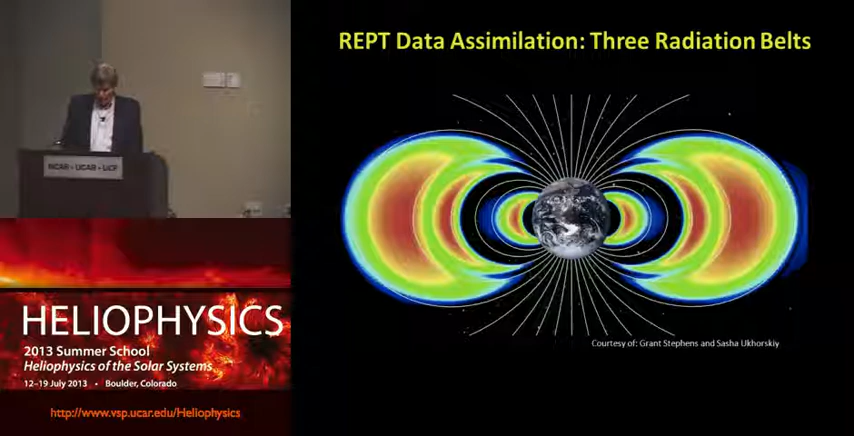 REPT Data Assimilation: Three Radiation Belts
NCAR • UCAR • UCP
Courtesy of: Grant Stephens and Sasha Ukhorskiy
HELIOPHYSICS
2013 Summer School
Heliophysics of the Solar Systems
12–19 July 2013 • Boulder, Colorado
http://www.vsp.ucar.edu/Heliophysics